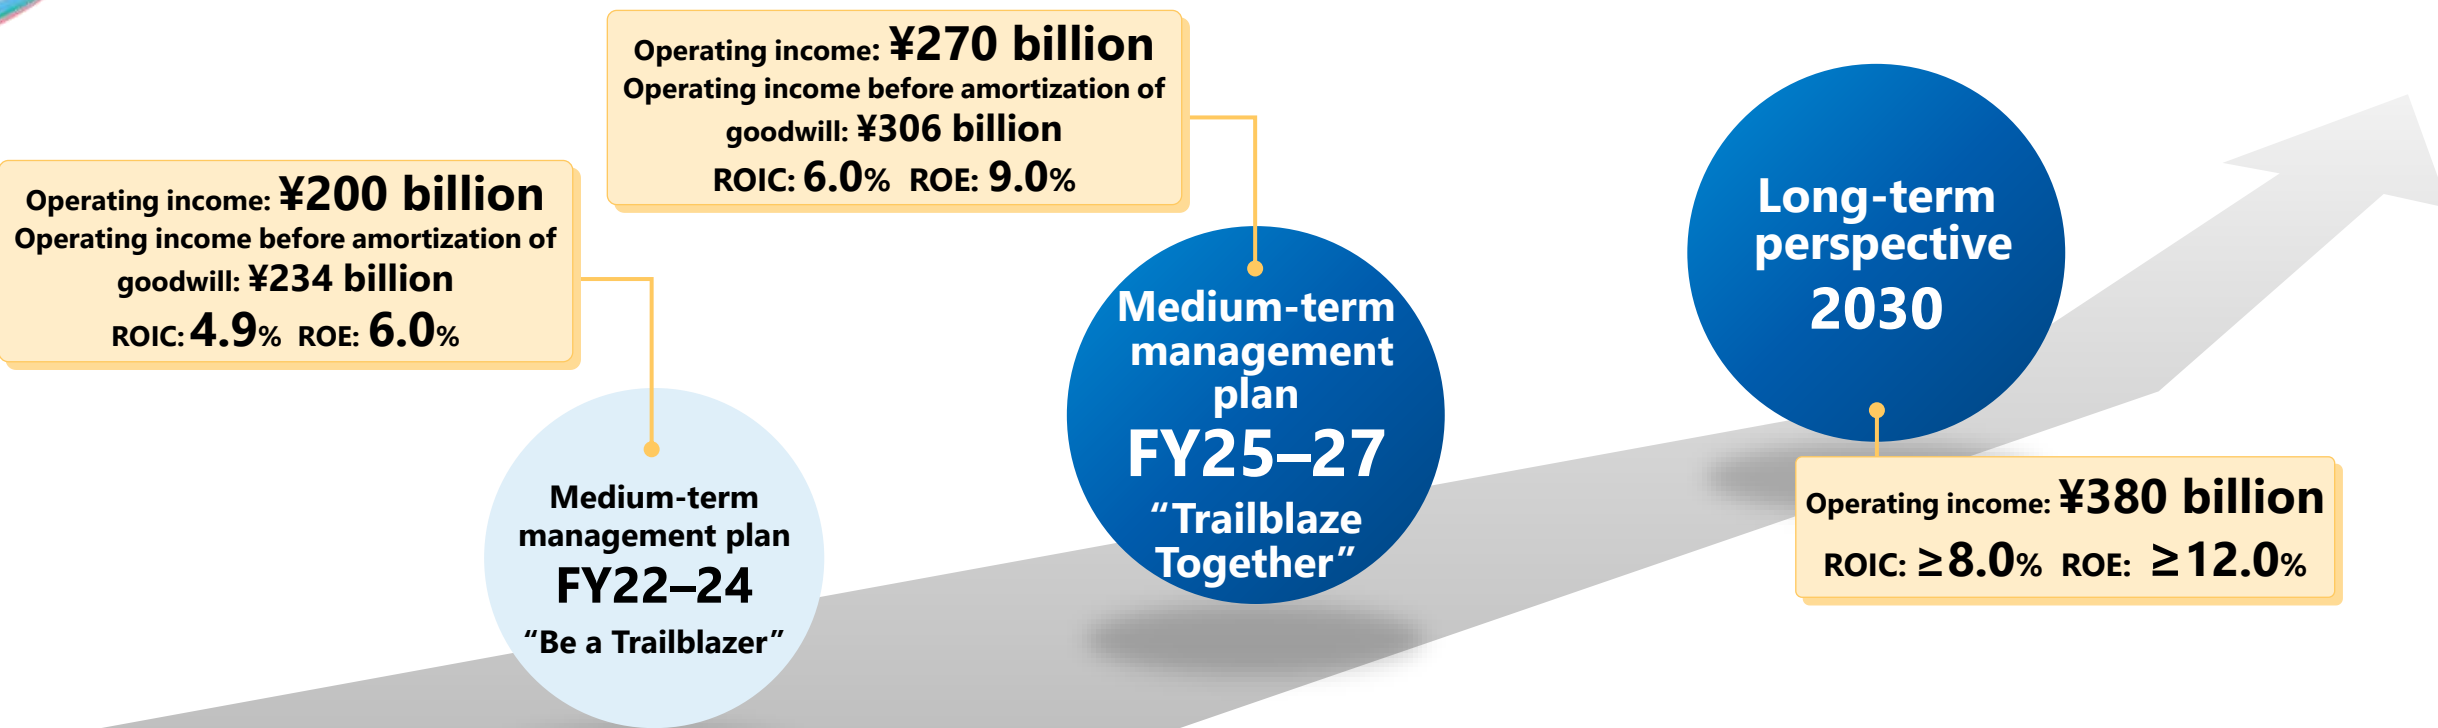 Operating income: ¥200 billion
Operating income before amortization of
goodwill: ¥234 billion
ROIC: 4.9% ROE: 6.0%
Medium-term
management plan
FY22–24
“Be a Trailblazer”
Operating income: ¥270 billion
Operating income before amortization of
goodwill: ¥306 billion
ROIC: 6.0% ROE: 9.0%
Medium-term
management
plan
FY25–27
“Trailblaze
Together”
Long-term
perspective
2030
Operating income: ¥380 billion
ROIC: ≥8.0% ROE: ≥12.0%